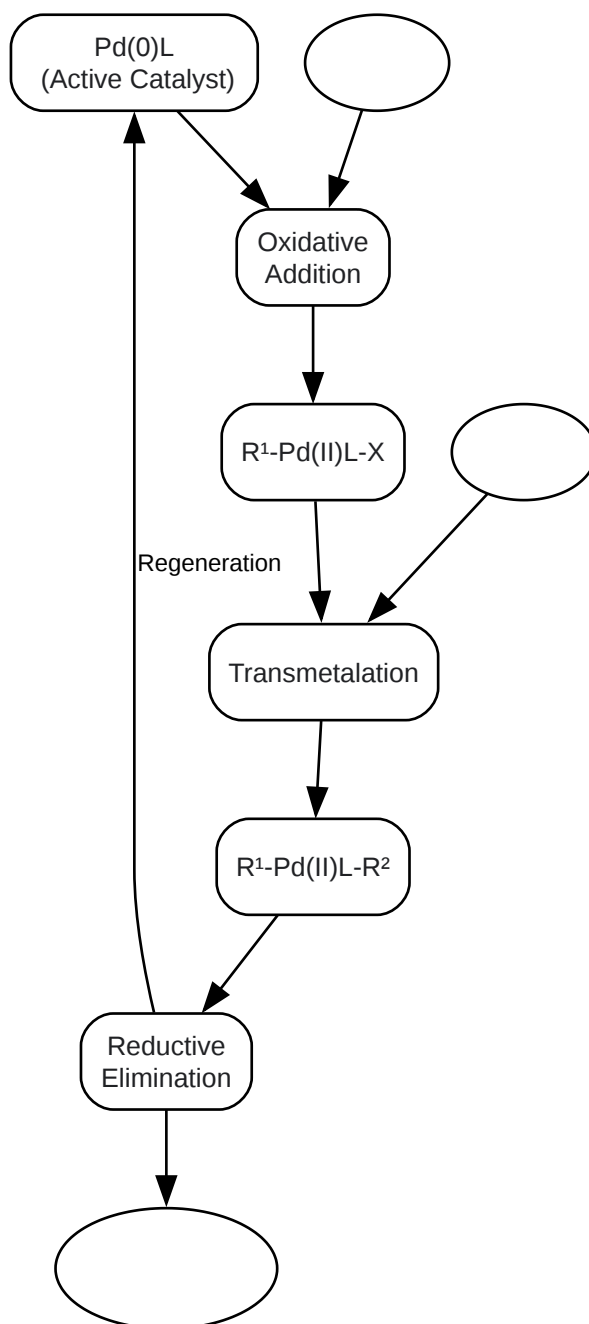 Pd(0)L
(Active Catalyst)
Oxidative
Addition
R¹-Pd(II)L-X
Regeneration
Transmetalation
R¹-Pd(II)L-R²
Reductive
Elimination